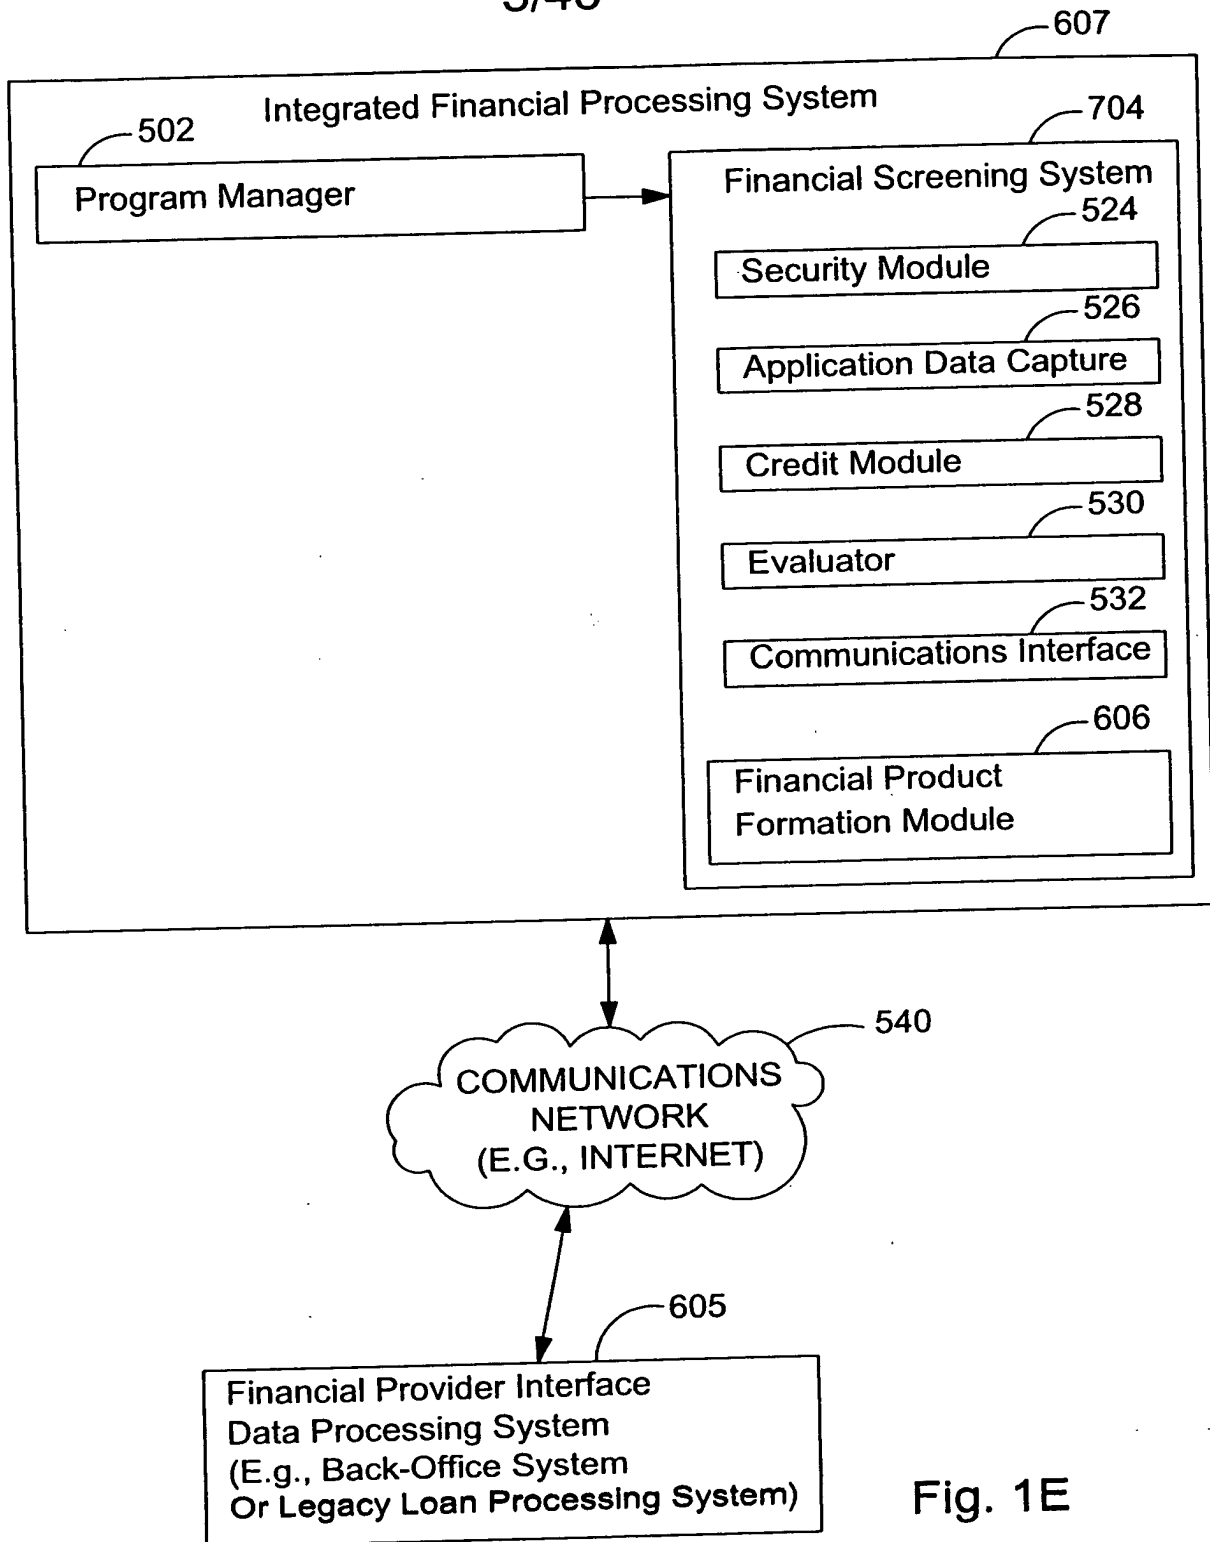 607
Integrated Financial Processing System
502
704
Program Manager
Financial Screening System
524
Security Module
526
Application Data Capture
528
Credit Module
530
Evaluator
532
Communications Interface
606
Financial Product
Formation Module
540
COMMUNICATIONS
NETWORK
(E.G., INTERNET)
605
Financial Provider Interface
Data Processing System
(E.g., Back-Office System
Or Legacy Loan Processing System)
Fig. 1E